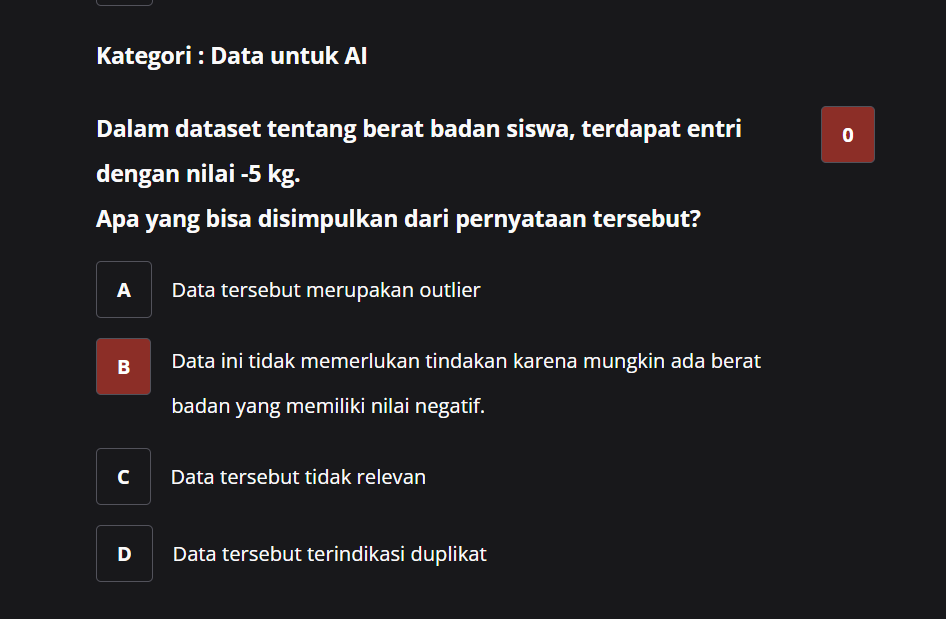 Kategori : Data untuk AI
Dalam dataset tentang berat badan siswa, terdapat entri
0
dengan nilai -5 kg.
Apa yang bisa disimpulkan dari pernyataan tersebut?
A Data tersebut merupakan outlier
B Data ini tidak memerlukan tindakan karena mungkin ada berat
badan yang memiliki nilai negatif.
C Data tersebut tidak relevan
D Data tersebut terindikasi duplikat